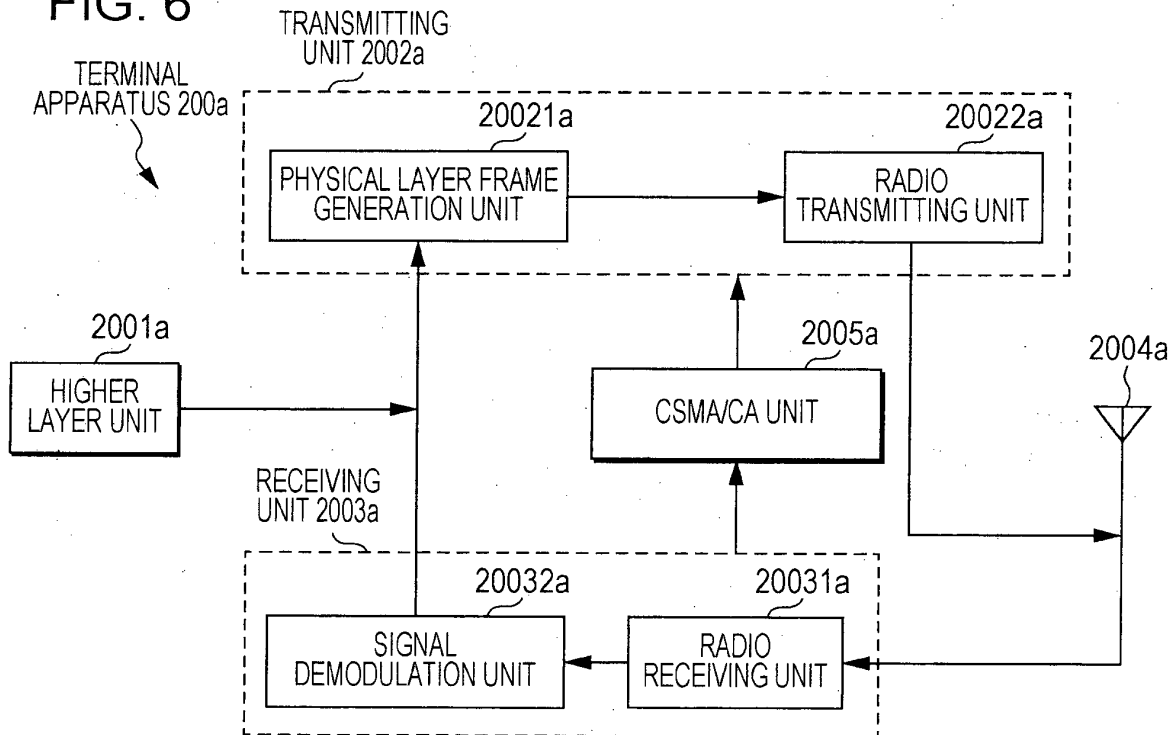 FIG. 6
TRANSMITTING
UNIT 2002a
TERMINAL
APPARATUS 200a
20021a
20022a
PHYSICAL LAYER FRAME
GENERATION UNIT
RADIO
TRANSMITTING UNIT
2001a
2005a
2004a
HIGHER
LAYER UNIT
CSMA/CA UNIT
RECEIVING
UNIT 2003a
20032a
20031a
SIGNAL
DEMODULATION UNIT
RADIO
RECEIVING UNIT